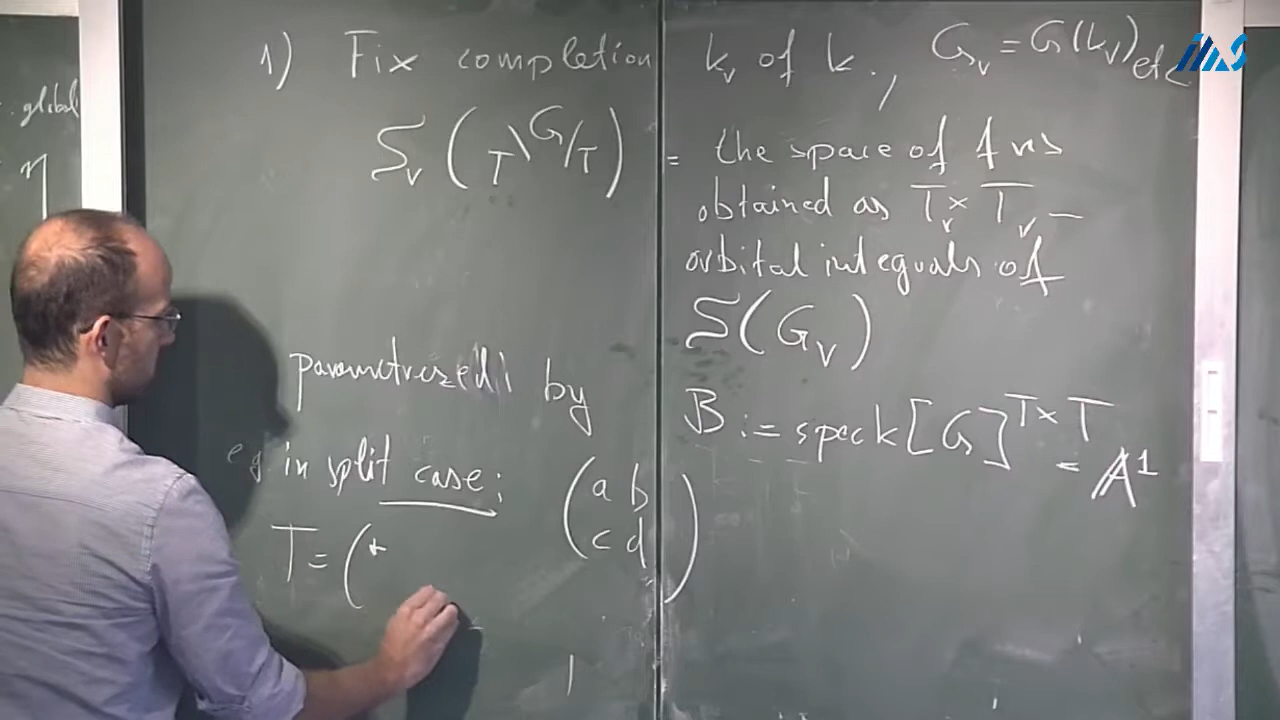 1) Fix completion k_v of k., G_v = G(k_v) etc.
S_v (T\G/T) = the space of fns
obtained as T_v × T_v –
orbital integrals of
S(G_v)
parametrized by B := spec k[G]^{T×T} = A^1
e.g. in split case: (a b
c d)
T = (*
global
η
IAS